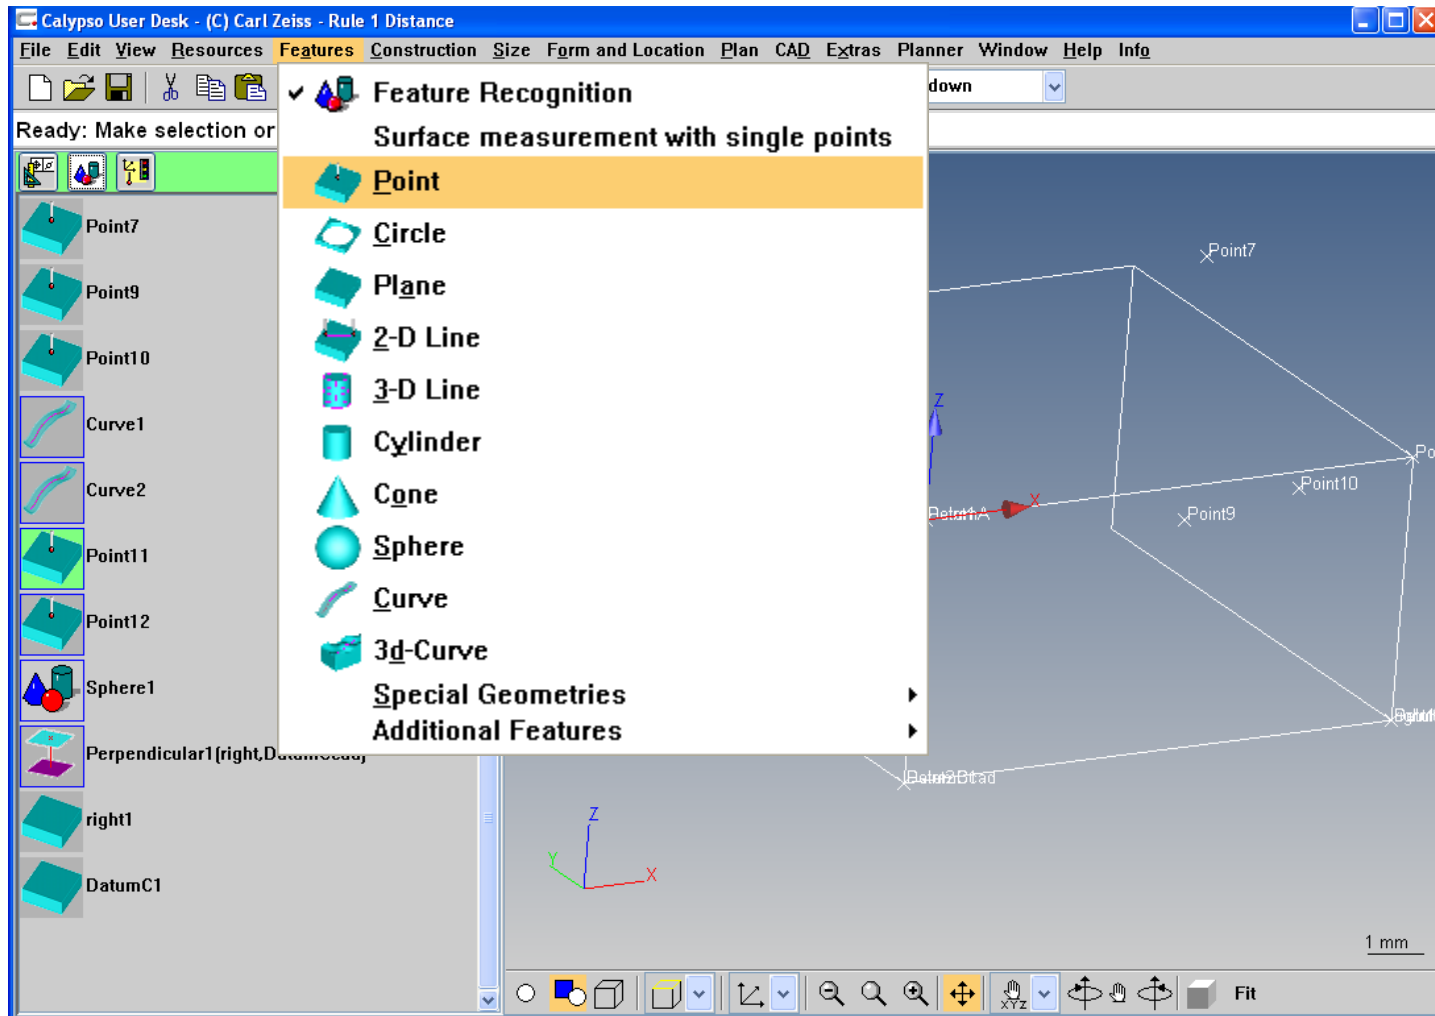 Calypso User Desk - (C) Carl Zeiss - Rule 1 Distance
File Edit View Resources Features Construction Size Form and Location Plan CAD Extras Planner Window Help Info
down
Ready: Make selection or
Feature Recognition
Surface measurement with single points
Point
Circle
Plane
2-D Line
3-D Line
Cylinder
Cone
Sphere
Curve
3d-Curve
Special Geometries
Additional Features
Point7
Point9
Point10
Curve1
Curve2
Point11
Point12
Sphere1
Perpendicular1(right,DatumCcad)
right1
DatumC1
Point7
Z
Po
Point10
X
Point9
Z
Y
X
1 mm
XYZ
Fit